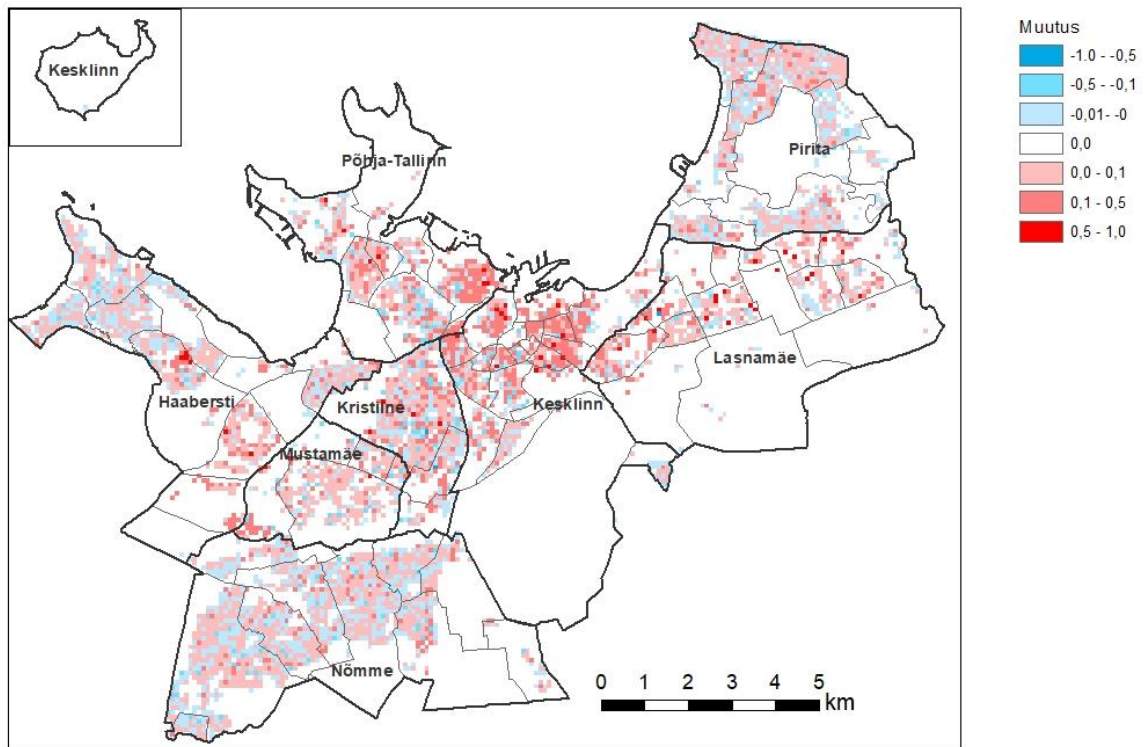 Kesklinn
Põhja-Tallinn
Pirita
Lasnamäe
Haabersti
Kristiine
Kesklinn
Mustamäe
Nõmme
0 1 2 3 4 5
km
Muutus
-1.0 - -0,5
-0,5 - -0,1
-0,01- -0
0,0
0,0 - 0,1
0,1 - 0,5
0,5 - 1,0